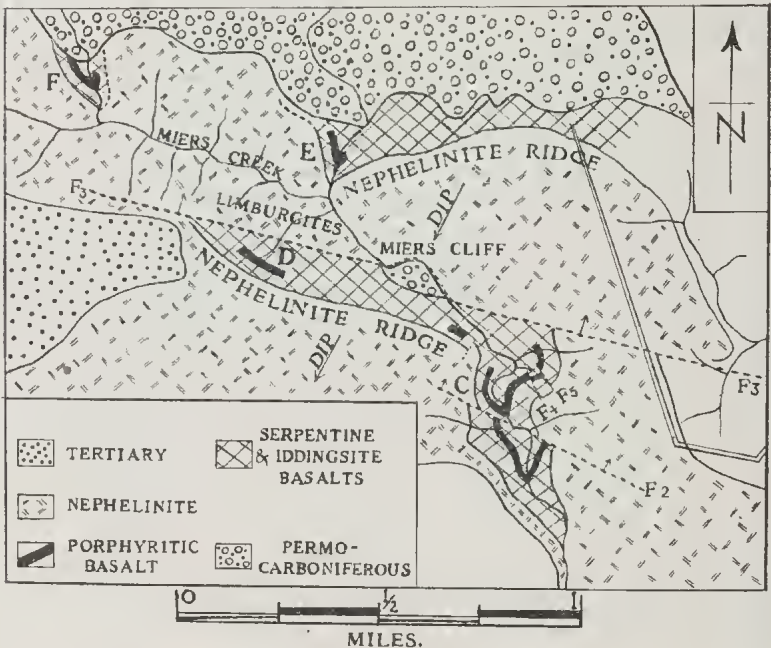 F
N
MIERS
CREEK
E
NEPHELINITE RIDGE
F3
LIMBURGITES
DIP
MIERS CLIFF
D
NEPHELINITE RIDGE
DIP
C
F4 F5
F3
F2
TERTIARY
NEPHELINITE
PORPHYRITIC
BASALT
SERPENTINE
& IDDINGSITE
BASALTS
PERMO-
CARBONIFEROUS
0 1/2 1
MILES.